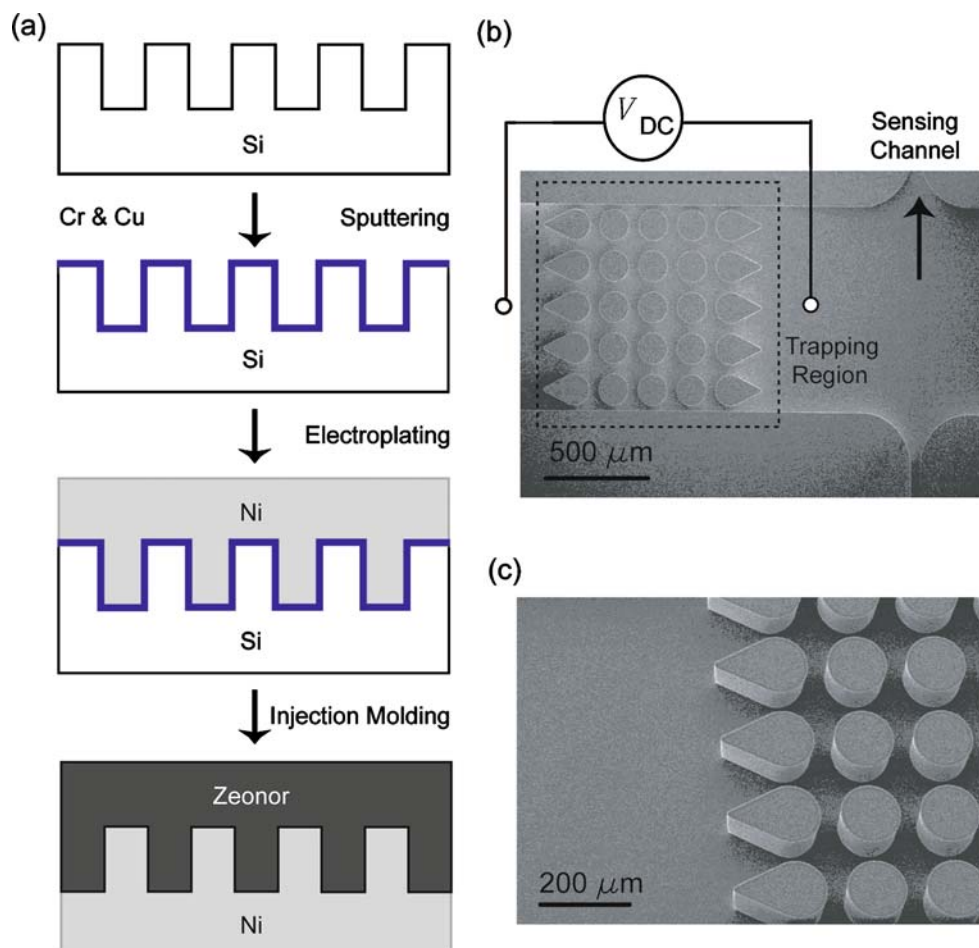 (a)
Si
Cr & Cu
Sputtering
Si
Electroplating
Ni
Si
Injection Molding
Zeonor
Ni
(b)
V DC
Sensing
Channel
Trapping
Region
500 μm
(c)
200 μm